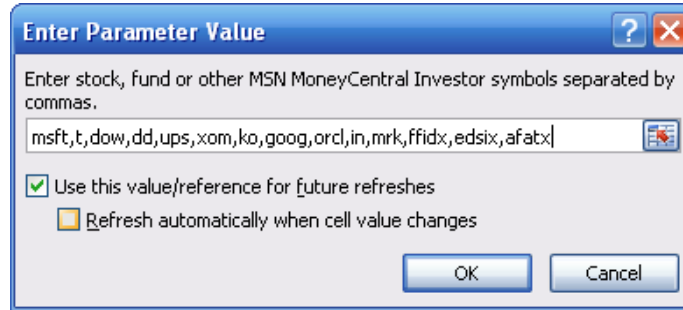 Enter Parameter Value
Enter stock, fund or other MSN MoneyCentral Investor symbols separated by
commas.
msft,t,dow,dd,ups,xom,ko,goog,orcl,in,mrk,ffidx,edsix,afatx
Use this value/reference for future refreshes
Refresh automatically when cell value changes
OK Cancel